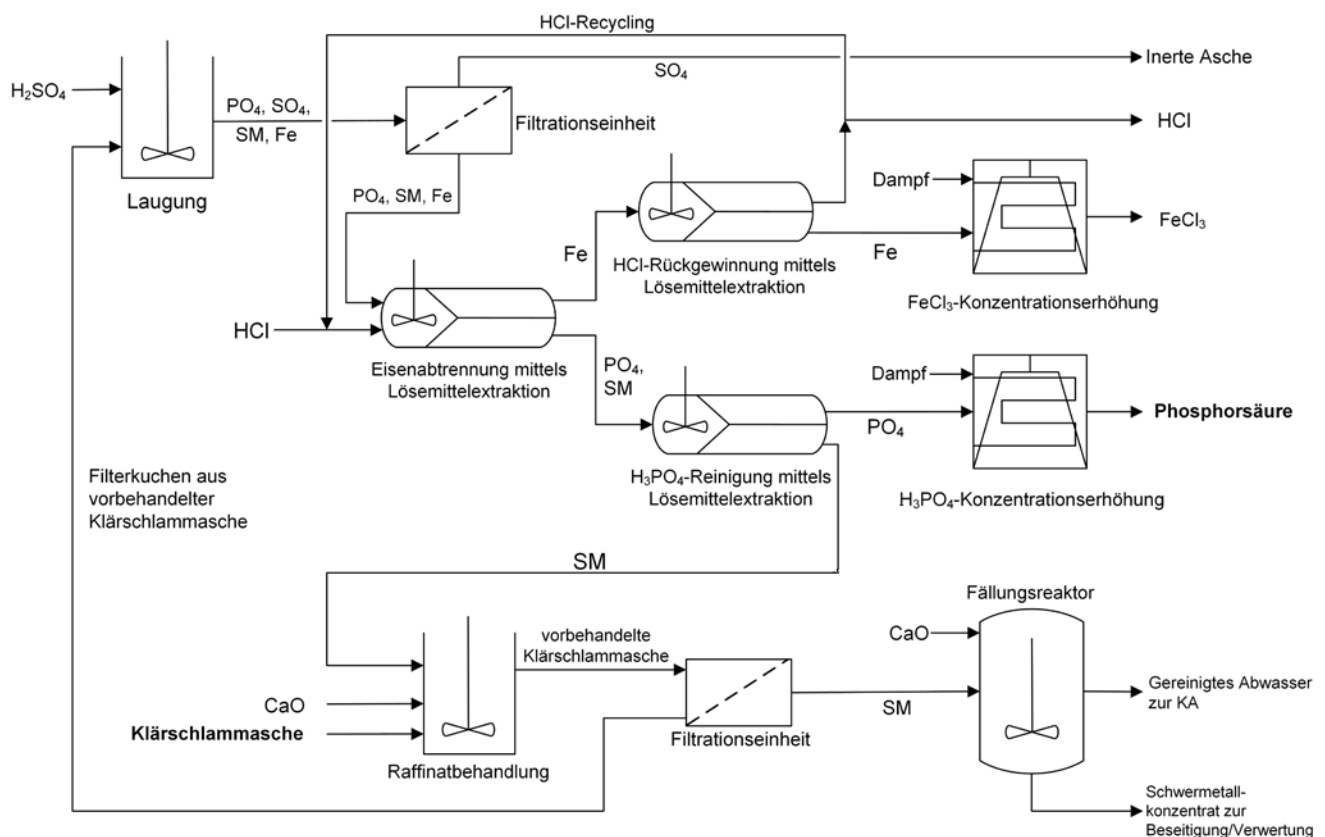 HCl-Recycling
Inerte Asche
SO₄
H₂SO₄
PO₄, SO₄,
SM, Fe
Filtrationseinheit
HCl
Laugung
PO₄, SM, Fe
Dampf
FeCl₃
Fe
Fe
HCl-Rückgewinnung mittels
Lösemittelextraktion
FeCl₃-Konzentrationserhöhung
HCl
Eisenabtrennung mittels
Lösemittelextraktion
PO₄,
SM
Dampf
Phosphorsäure
PO₄
H₃PO₄-Reinigung mittels
Lösemittelextraktion
H₃PO₄-Konzentrationserhöhung
Filterkuchen aus
vorbehandelter
Klärschlammasche
SM
Fällungsreaktor
vorbehandelte
Klärschlammasche
CaO
CaO
Klärschlammasche
SM
Gereinigtes Abwasser
zur KA
Filtrationseinheit
Raffinatbehandlung
Schwermetall-
konzentrat zur
Beseitigung/Verwertung